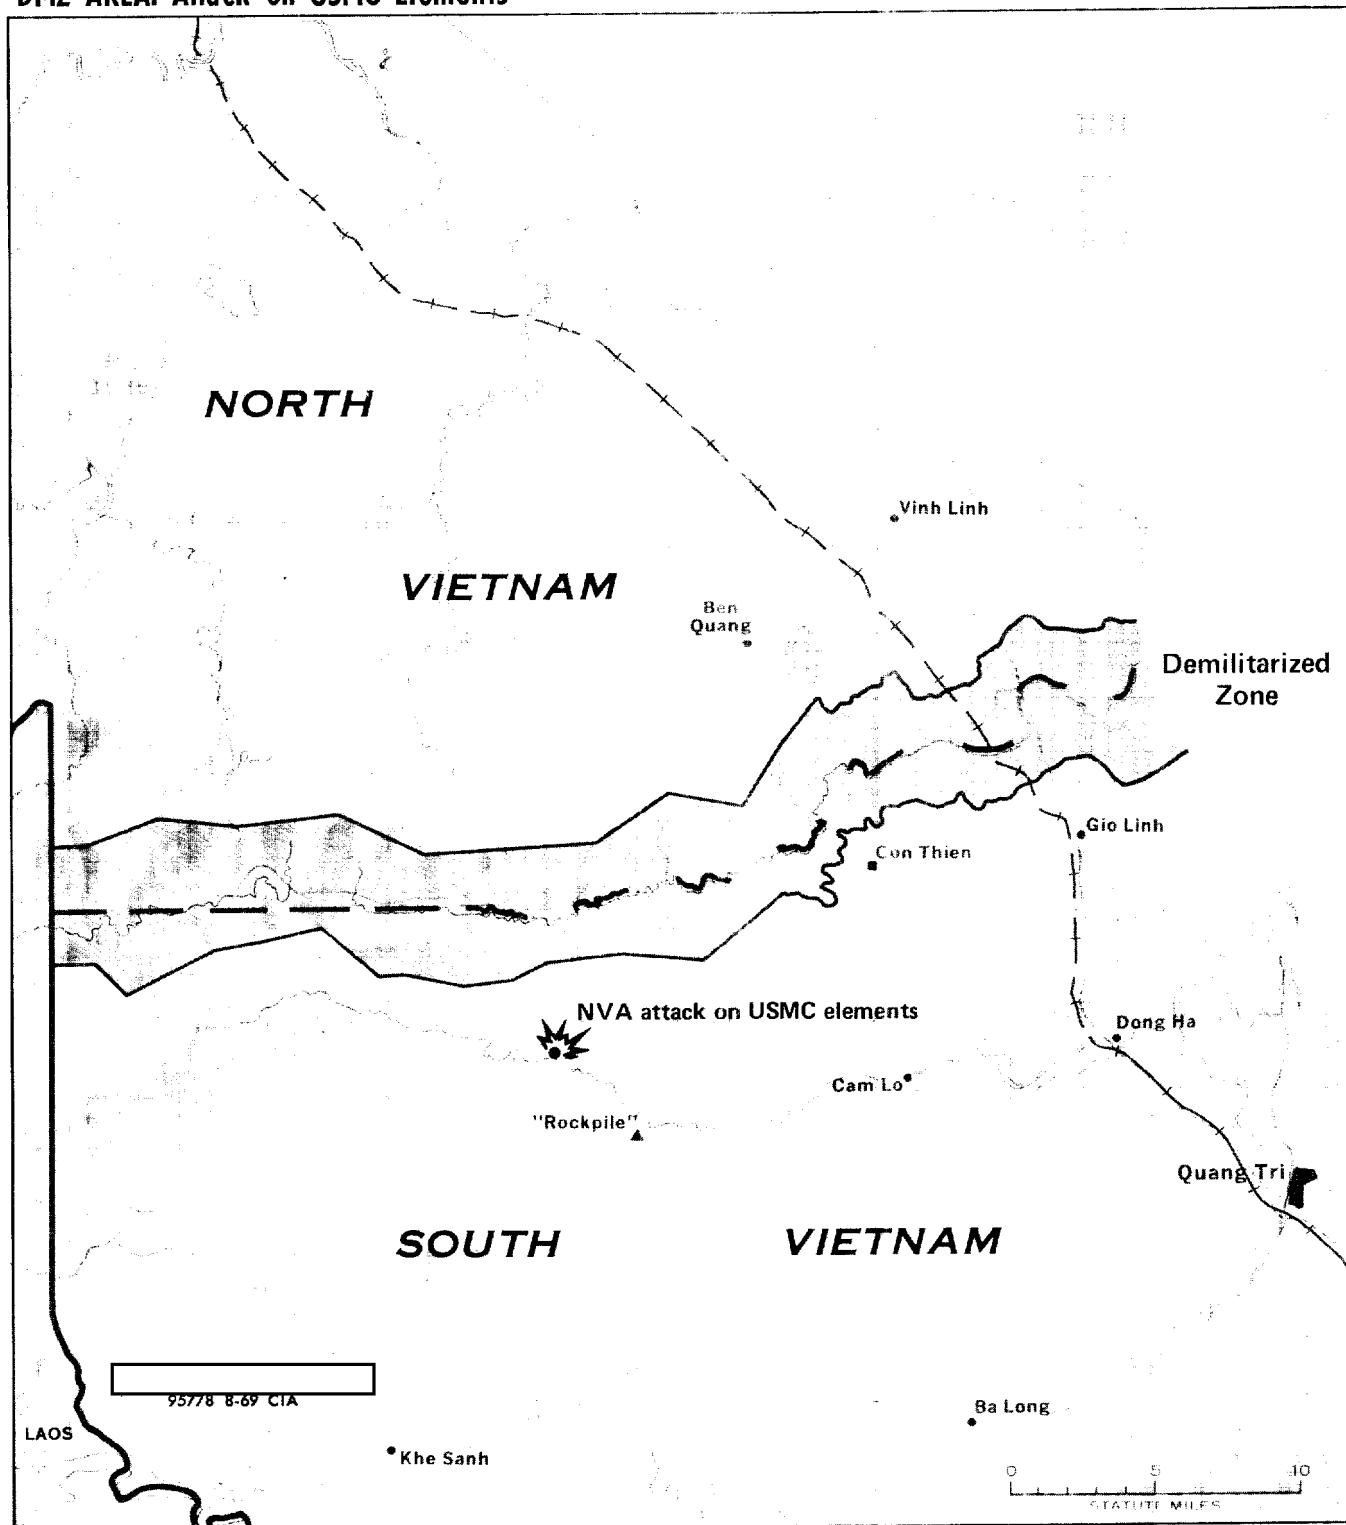 DMZ AREA: Attack on USMC Elements
NORTH
Vinh Linh
VIETNAM
Ben
Quang
Demilitarized
Zone
Gio Linh
Con Thien
NVA attack on USMC elements
Dong Ha
Cam Lo
"Rockpile"
Quang Tri
SOUTH VIETNAM
95778 8-69 CIA
Ba Long
LAOS
Khe Sanh
0 5 10
STATUTE MILES